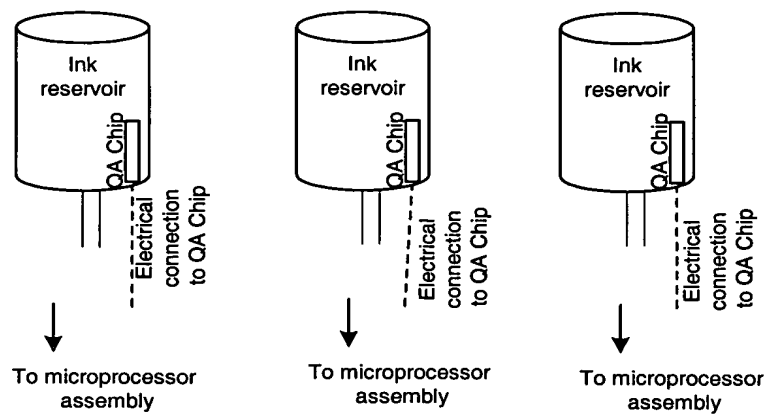 Ink
reservoir
QA Chip
Electrical
connection
to QA Chip
To microprocessor
assembly
Ink
reservoir
QA Chip
Electrical
connection
to QA Chip
To microprocessor
assembly
Ink
reservoir
QA Chip
Electrical
connection
to QA Chip
To microprocessor
assembly